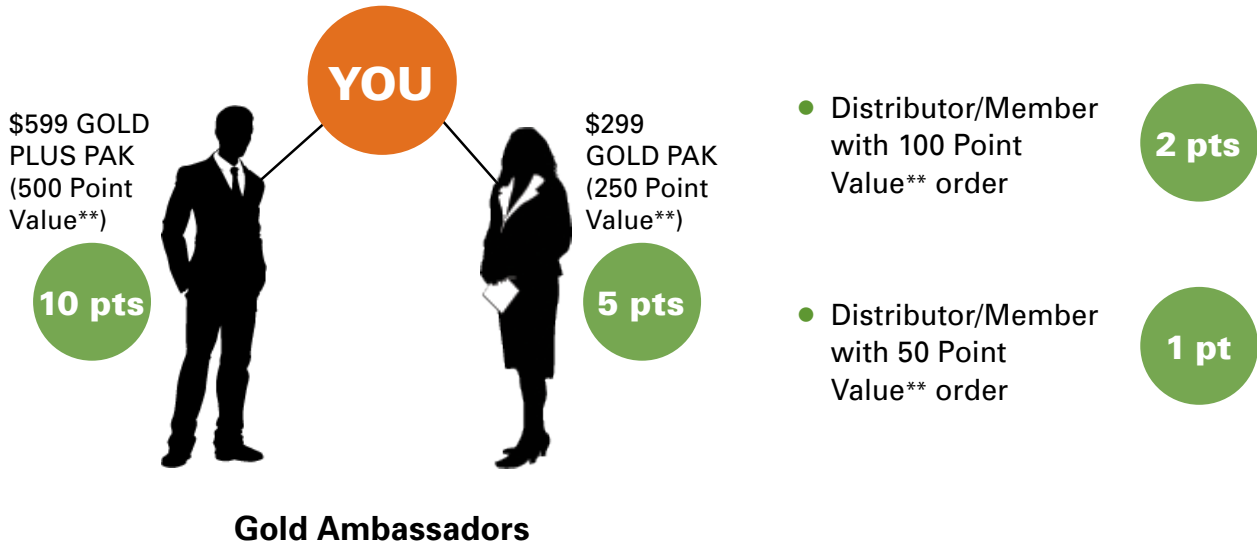 YOU
$599 GOLD
PLUS PAK
(500 Point
Value**)
10 pts
$299
GOLD PAK
(250 Point
Value**)
5 pts
Gold Ambassadors
• Distributor/Member
with 100 Point
Value** order
2 pts
• Distributor/Member
with 50 Point
Value** order
1 pt